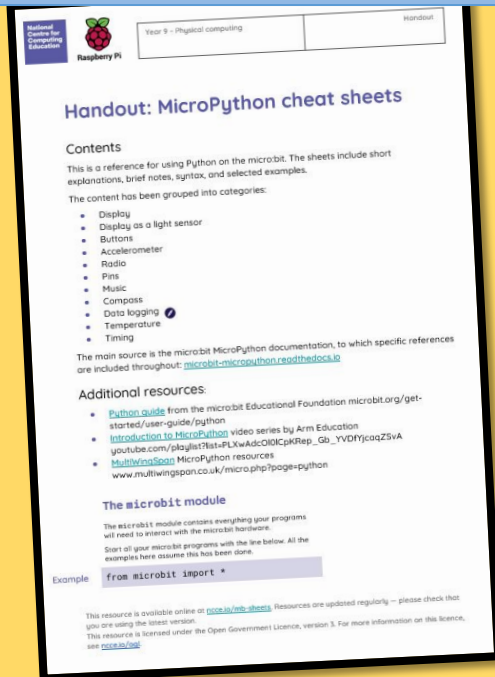 National
Centre for
Computing
Education
Raspberry Pi
Year 9 – Physical computing
Handout
Handout: MicroPython cheat sheets
Contents
This is a reference for using Python on the micro:bit. The sheets include short
explanations, brief notes, syntax, and selected examples.
The content has been grouped into categories:
Display
Display as a light sensor
Buttons
Accelerometer
Radio
Pins
Music
Compass
Data logging
Temperature
Timing
The main source is the micro:bit MicroPython documentation, to which specific references
are included throughout: microbit-micropython.readthedocs.io
Additional resources:
Python guide from the micro:bit Educational Foundation microbit.org/get-
started/user-guide/python
Introduction to MicroPython video series by Arm Education
youtube.com/playlist?list=PLXwAdcOl0lCpKRep_Gb_YVDfYjcaqZSvA
MultiWingSpan MicroPython resources
www.multiwingspan.co.uk/micro.php?page=python
The microbit module
The microbit module contains everything your programs
will need to interact with the micro:bit hardware.
Start all your micro:bit programs with the line below. All the
examples here assume this has been done.
Example
from microbit import *
This resource is available online at ncce.io/mb-sheets. Resources are updated regularly — please check that
you are using the latest version.
This resource is licensed under the Open Government Licence, version 3. For more information on this licence,
see ncce.io/ogl.